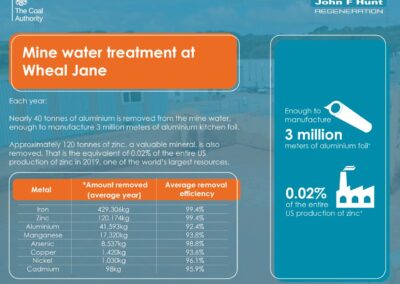 The Coal
Authority
John F Hunt
REGENERATION
Mine water treatment at
Wheal Jane
Each year:
Nearly 40 tonnes of aluminium is removed from the mine water,
enough to manufacture 3 million meters of aluminium kitchen foil.
Approximately 120 tonnes of zinc, a valuable mineral, is also
removed. That is the equivalent of 0.02% of the entire US
production of zinc in 2019, one of the world's largest resources.
Metal *Amount removed Average removal
(average year) efficiency
Iron 429,306kg 99.4%
Zinc 120,174kg 99.4%
Aluminium 41,593kg 92.4%
Manganese 17,320kg 93.8%
Arsenic 8,537kg 98.8%
Copper 1,420kg 93.6%
Nickel 1,030kg 96.1%
Cadmium 98kg 95.9%
Enough to
manufacture
3 million
meters of aluminium foil*
0.02%
of the entire
US production of zinc*